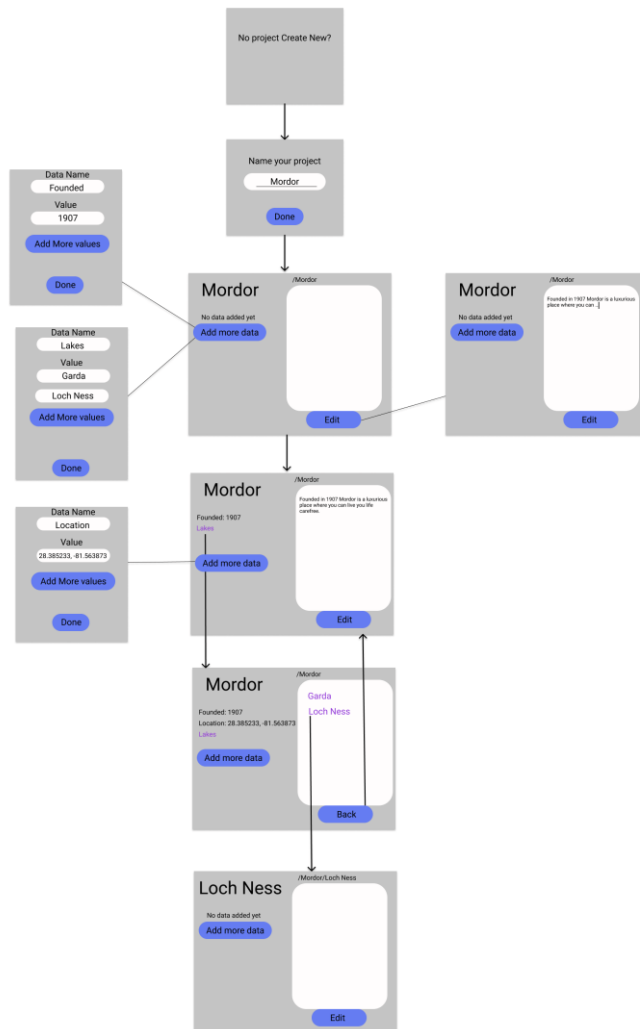 No project Create New?
Name your project
Mordor
Done
Data Name
Founded
Value
1907
Add More values
Done
/Mordor
Mordor
No data added yet
Add more data
Edit
/Mordor
Mordor
Founded in 1907 Mordor is a luxurious
place where you can ...
No data added yet
Add more data
Edit
Data Name
Lakes
Value
Garda
Loch Ness
Add More values
Done
/Mordor
Mordor
Founded in 1907 Mordor is a luxurious
place where you can live you life
carefree.
Founded: 1907
Lakes
Add more data
Edit
Data Name
Location
Value
28.385233, -81.563873
Add More values
Done
/Mordor
Mordor
Garda
Loch Ness
Founded: 1907
Location: 28.385233, -81.563873
Lakes
Add more data
Back
/Mordor/Loch Ness
Loch Ness
No data added yet
Add more data
Edit